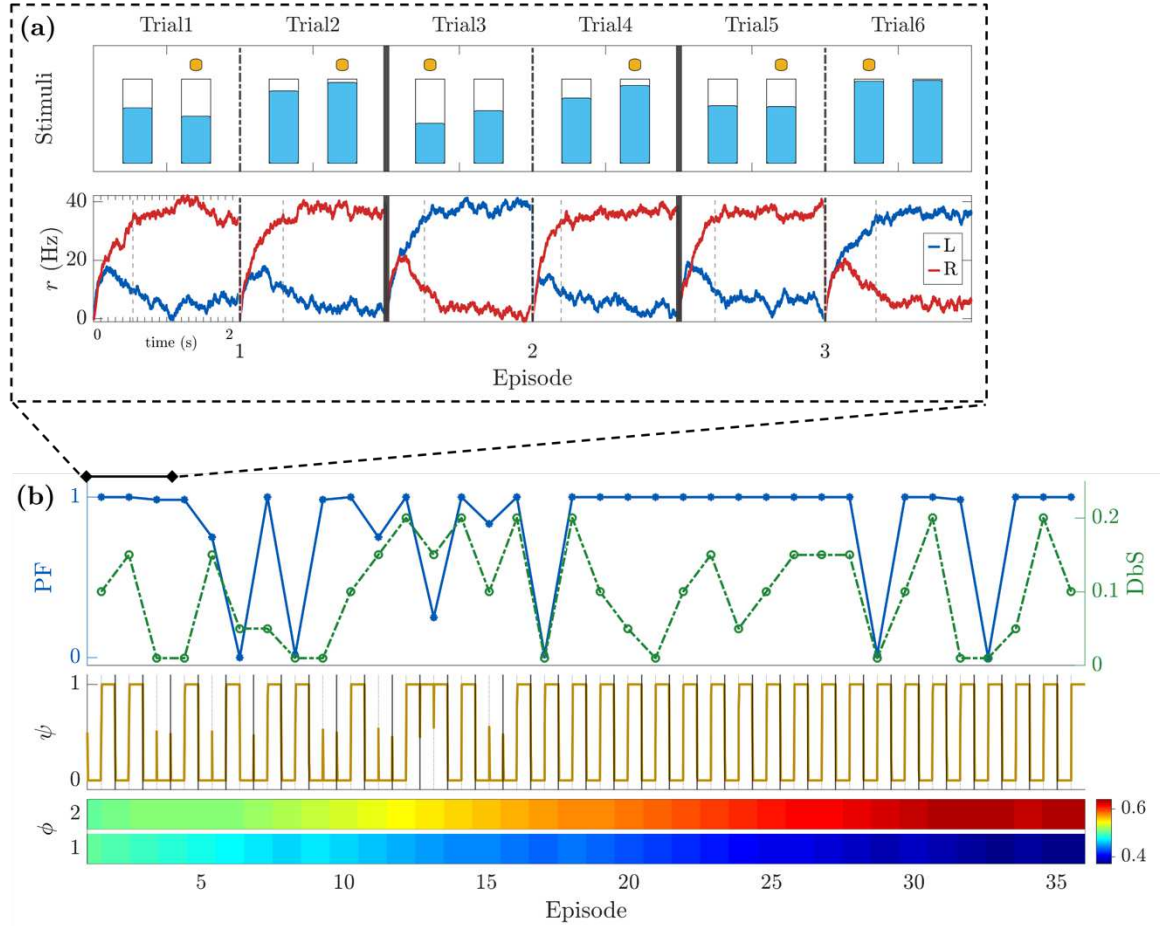 (a)
Trial1 Trial2 Trial3 Trial4 Trial5 Trial6
Stimuli
r (Hz)
40
20
0
L
R
0 2
time (s)
1 2 3
Episode
(b)
PF
1
0
DbS
0.2
0.1
0
ψ
1
0
ϕ
2
1
0.6
0.4
5 10 15 20 25 30 35
Episode